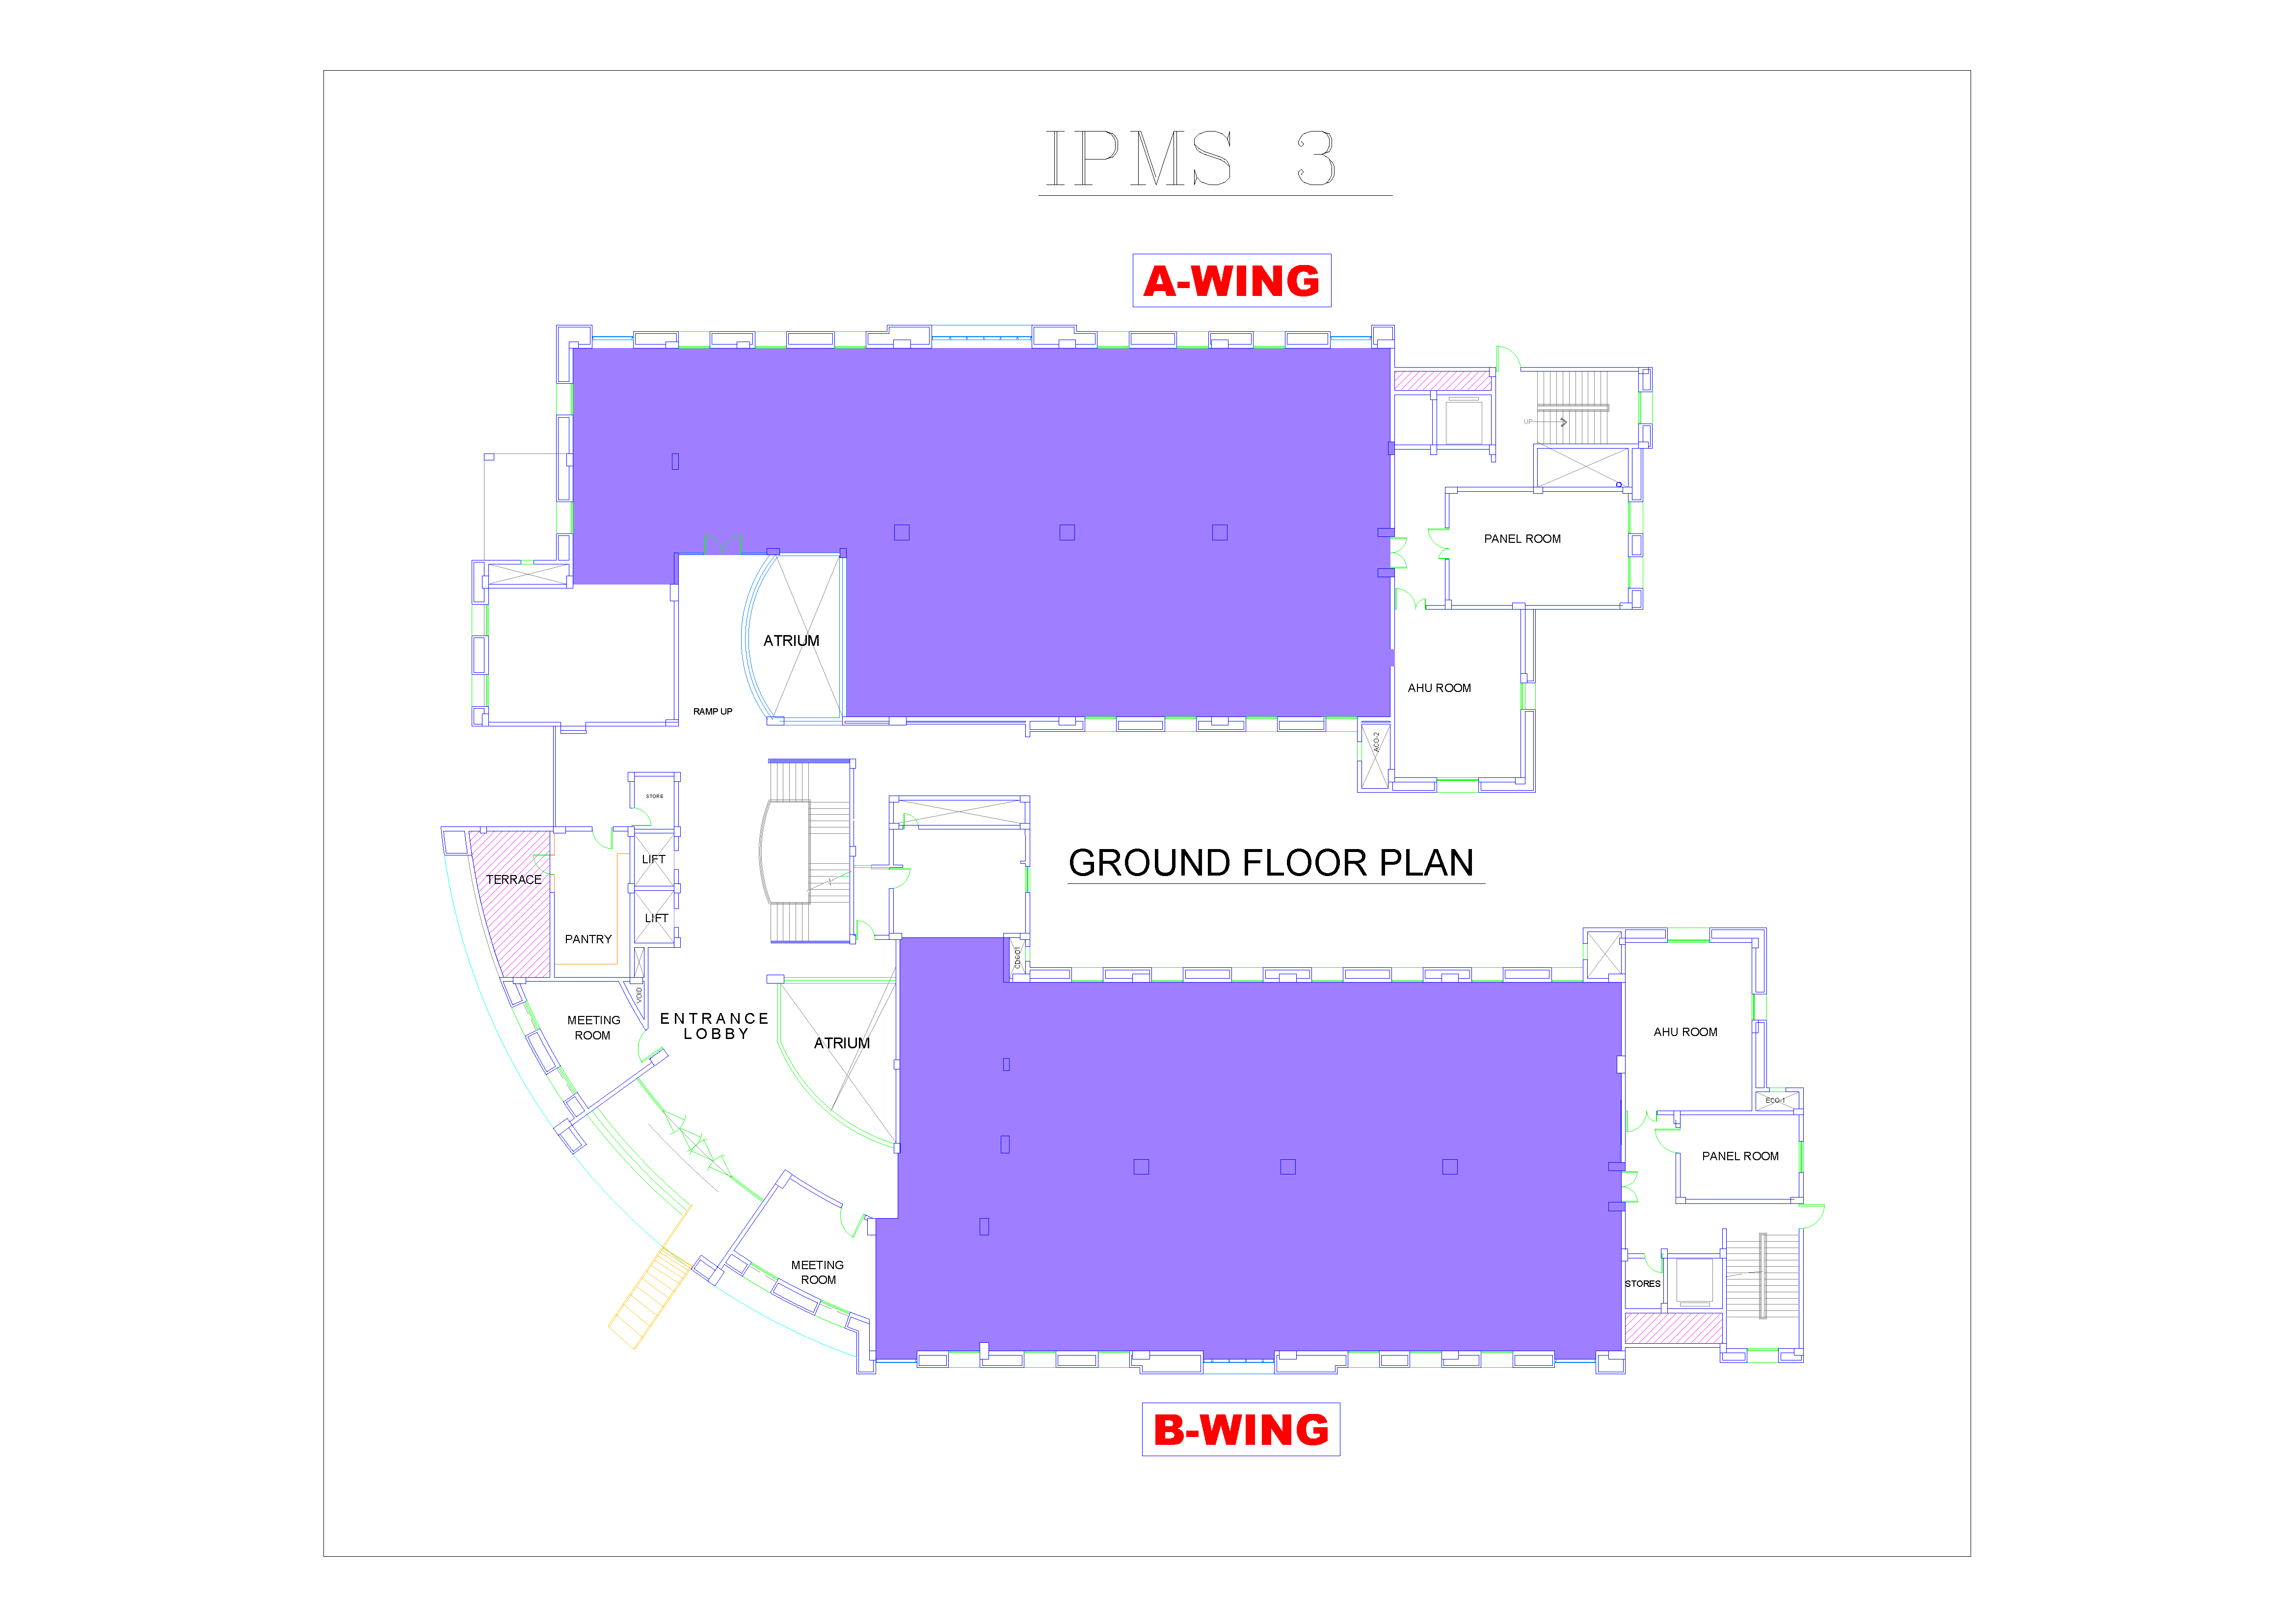 IPMS 3
A-WING
UP
PANEL ROOM
ATRIUM
AHU ROOM
RAMP UP
ACO-2
STORE
LIFT
GROUND FLOOR PLAN
TERRACE
LIFT
PANTRY
CDGO1
VOID
MEETING
ROOM
ENTRANCE
LOBBY
ATRIUM
AHU ROOM
ECO-1
PANEL ROOM
MEETING
ROOM
STORES
B-WING